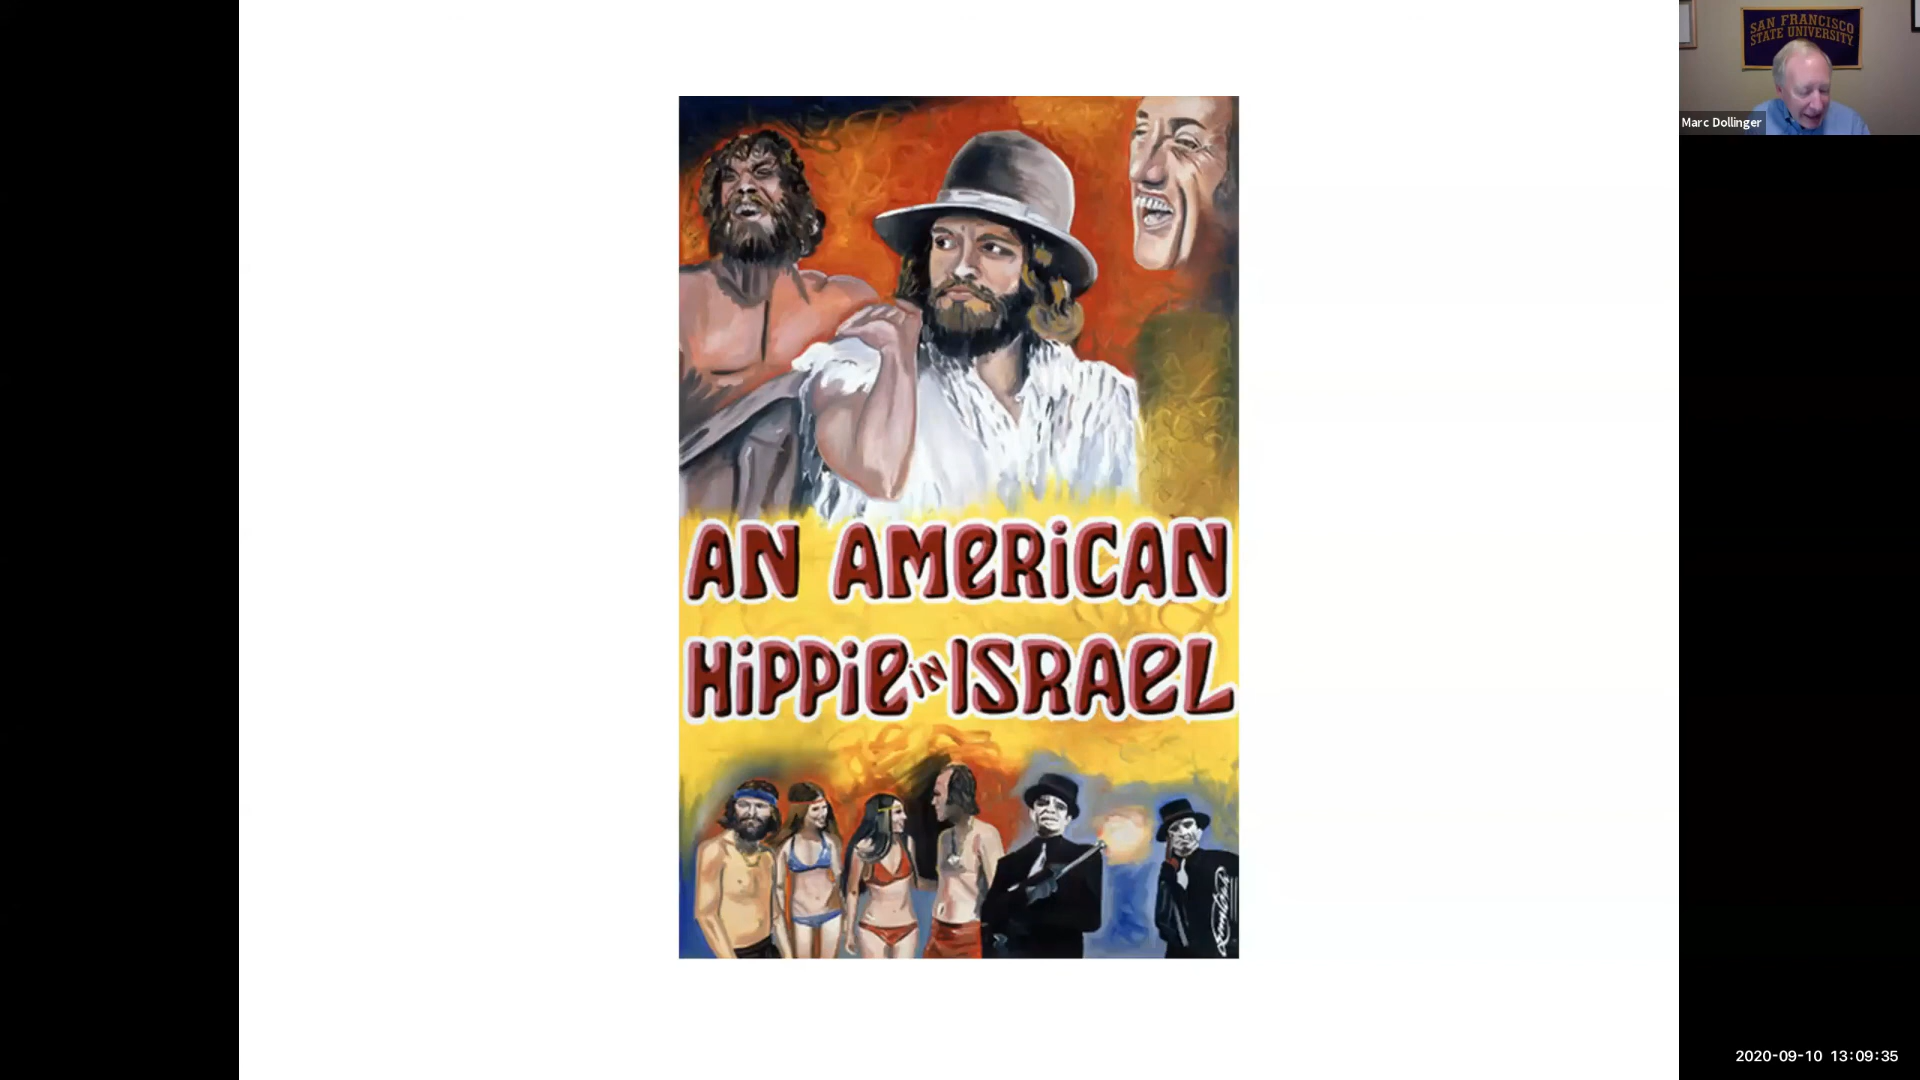 AN AMERICAN
HIPPIE IN ISRAEL
SAN FRANCISCO
STATE UNIVERSITY
Marc Dollinger
2020-09-10 13:09:35